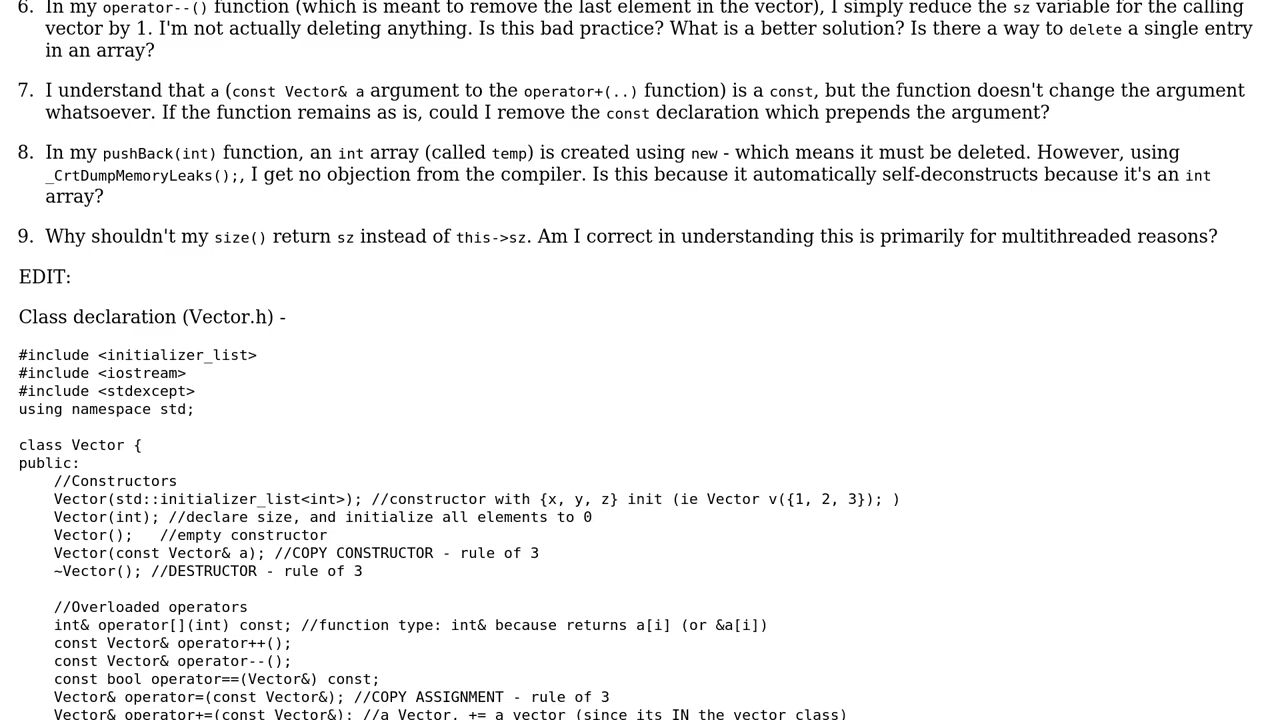 6. In my operator--() function (which is meant to remove the last element in the vector), I simply reduce the sz variable for the calling
vector by 1. I'm not actually deleting anything. Is this bad practice? What is a better solution? Is there a way to delete a single entry
in an array?
7. I understand that a (const Vector& a argument to the operator+(..) function) is a const, but the function doesn't change the argument
whatsoever. If the function remains as is, could I remove the const declaration which prepends the argument?
8. In my pushBack(int) function, an int array (called temp) is created using new - which means it must be deleted. However, using
_CrtDumpMemoryLeaks();, I get no objection from the compiler. Is this because it automatically self-deconstructs because it's an int
array?
9. Why shouldn't my size() return sz instead of this->sz. Am I correct in understanding this is primarily for multithreaded reasons?
EDIT:
Class declaration (Vector.h) -
#include <initializer_list>
#include <iostream>
#include <stdexcept>
using namespace std;
class Vector {
public:
    //Constructors
    Vector(std::initializer_list<int>); //constructor with {x, y, z} init (ie Vector v({1, 2, 3}); )
    Vector(int); //declare size, and initialize all elements to 0
    Vector();   //empty constructor
    Vector(const Vector& a); //COPY CONSTRUCTOR - rule of 3
    ~Vector(); //DESTRUCTOR - rule of 3
    //Overloaded operators
    int& operator[](int) const; //function type: int& because returns a[i] (or &a[i])
    const Vector& operator++();
    const Vector& operator--();
    const bool operator==(Vector&) const;
    Vector& operator=(const Vector&); //COPY ASSIGNMENT - rule of 3
    Vector& operator+=(const Vector&); //a Vector. += a vector (since its IN the vector class)